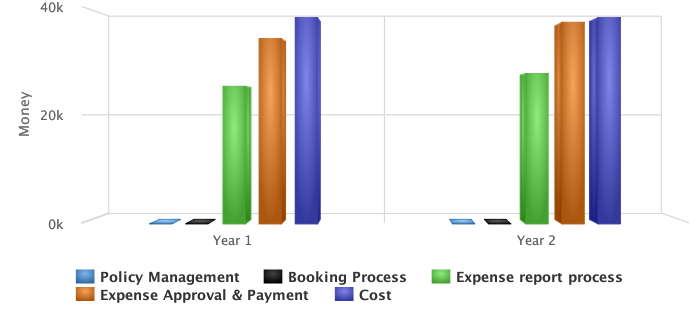 40k
20k
0k
Money
Year 1
Year 2
Policy Management
Booking Process
Expense report process
Expense Approval & Payment
Cost